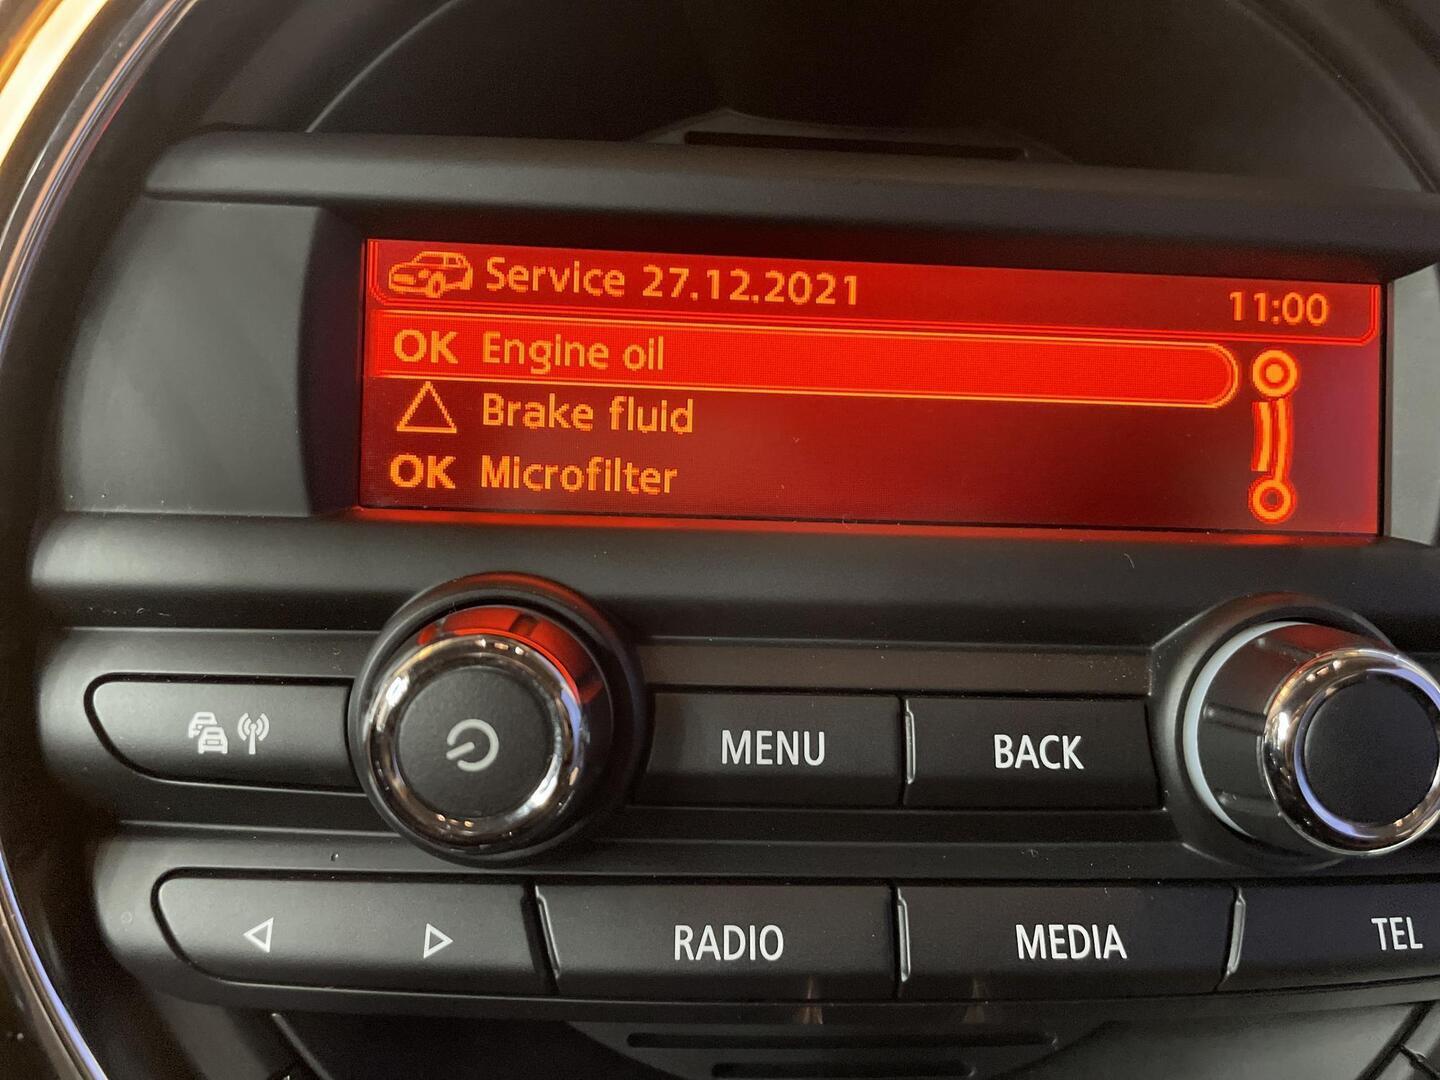 Service 27.12.2021 11:00
OK Engine oil
Brake fluid
OK Microfilter
MENU BACK
RADIO MEDIA TEL